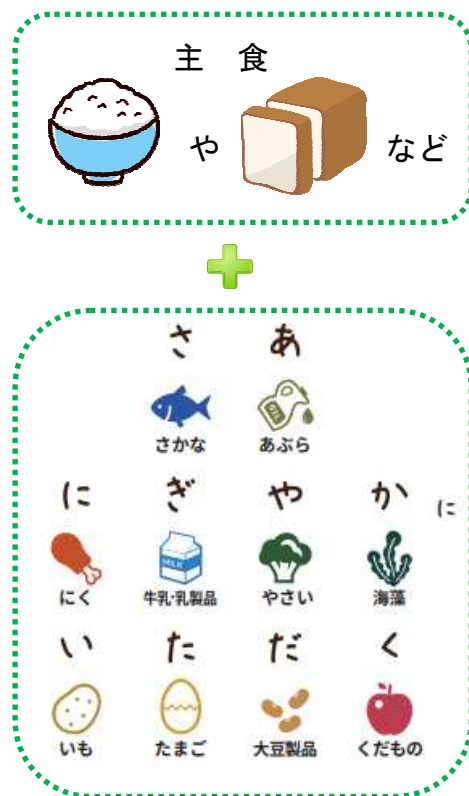 主 食
や など
さ あ
さかな あぶら
に ぎ や か に
MILK
にく 牛乳・乳製品 やさい 海藻
い た だ く
いも たまご 大豆製品 くだもの